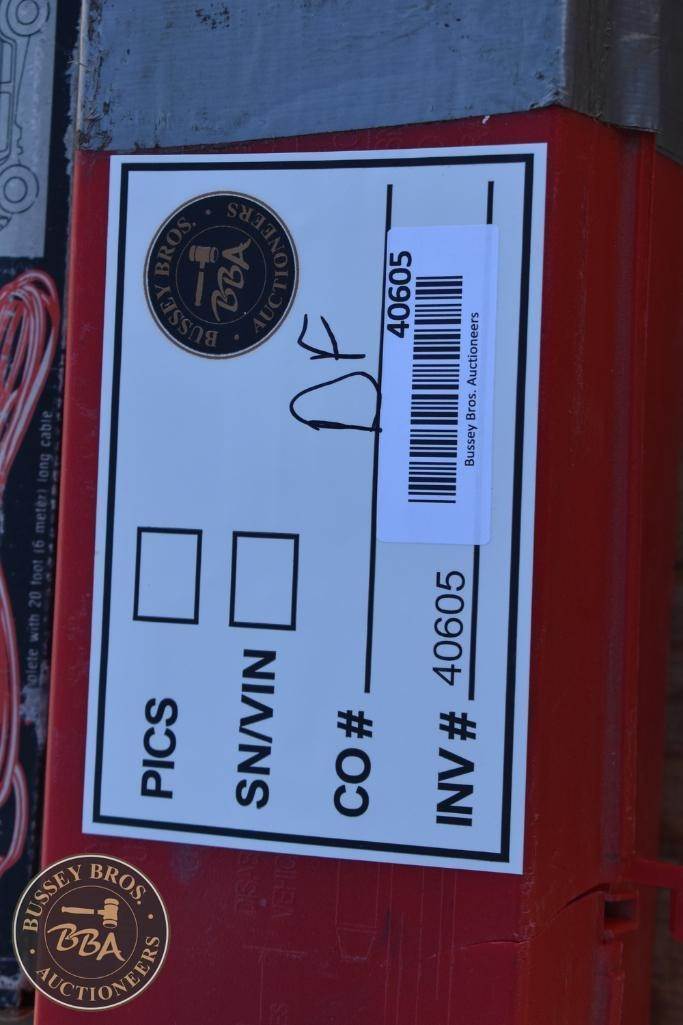 BUSSEY BROS. AUCTIONEERS
BBA
PICS
SN/VIN
CO # DF
INV # 40605
40605
Bussey Bros. Auctioneers
with 20 foot (6 meter) long cable
BUSSEY BROS.
BBA
AUCTIONEERS